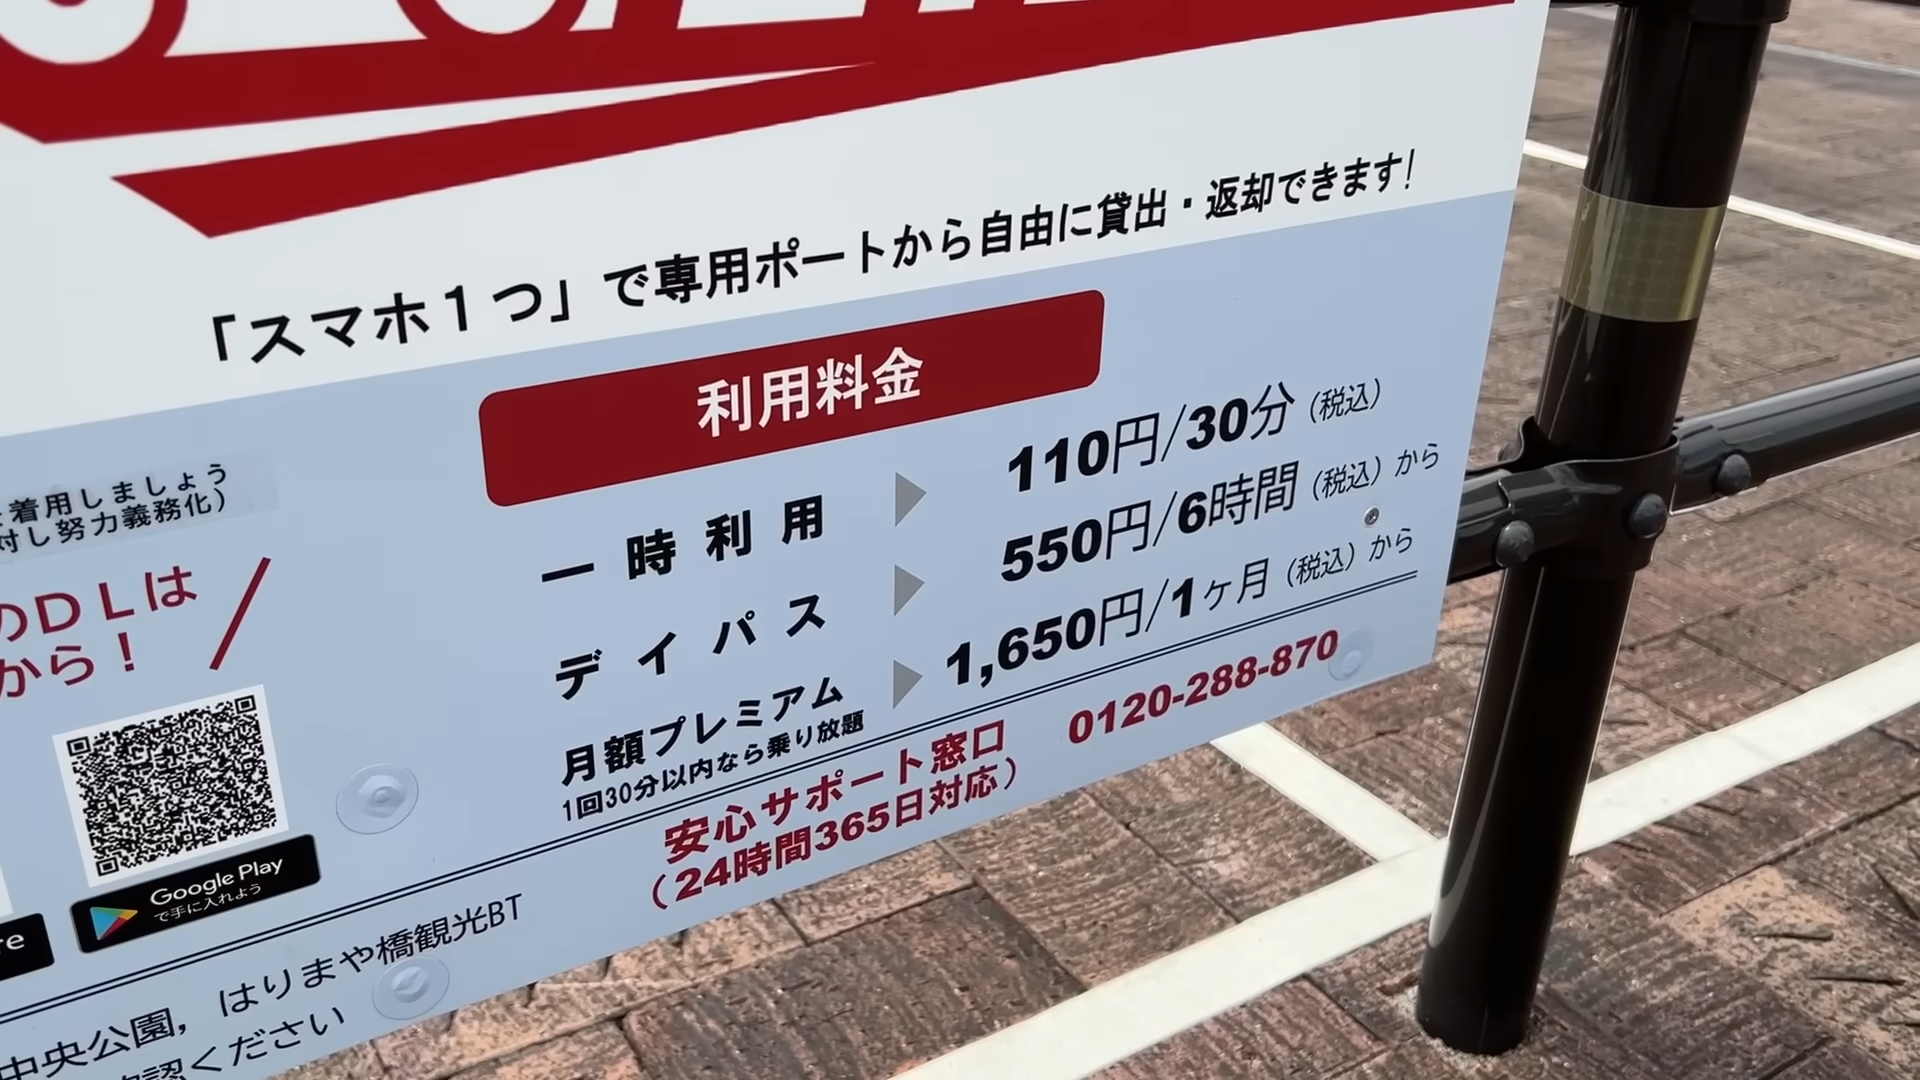 「スマホ1つ」で専用ポートから自由に貸出・返却できます!
利用料金
一時利用 110円/30分(税込)
デイパス 550円/6時間(税込)から
月額プレミアム 1,650円/1ヶ月(税込)から
1回30分以内なら乗り放題
安心サポート窓口 0120-288-870
(24時間365日対応)
着用しましょう
対し努力義務化)
のDLは
から!
Google Play
で手に入れよう
re
中央公園,はりまや橋観光BT
認ください